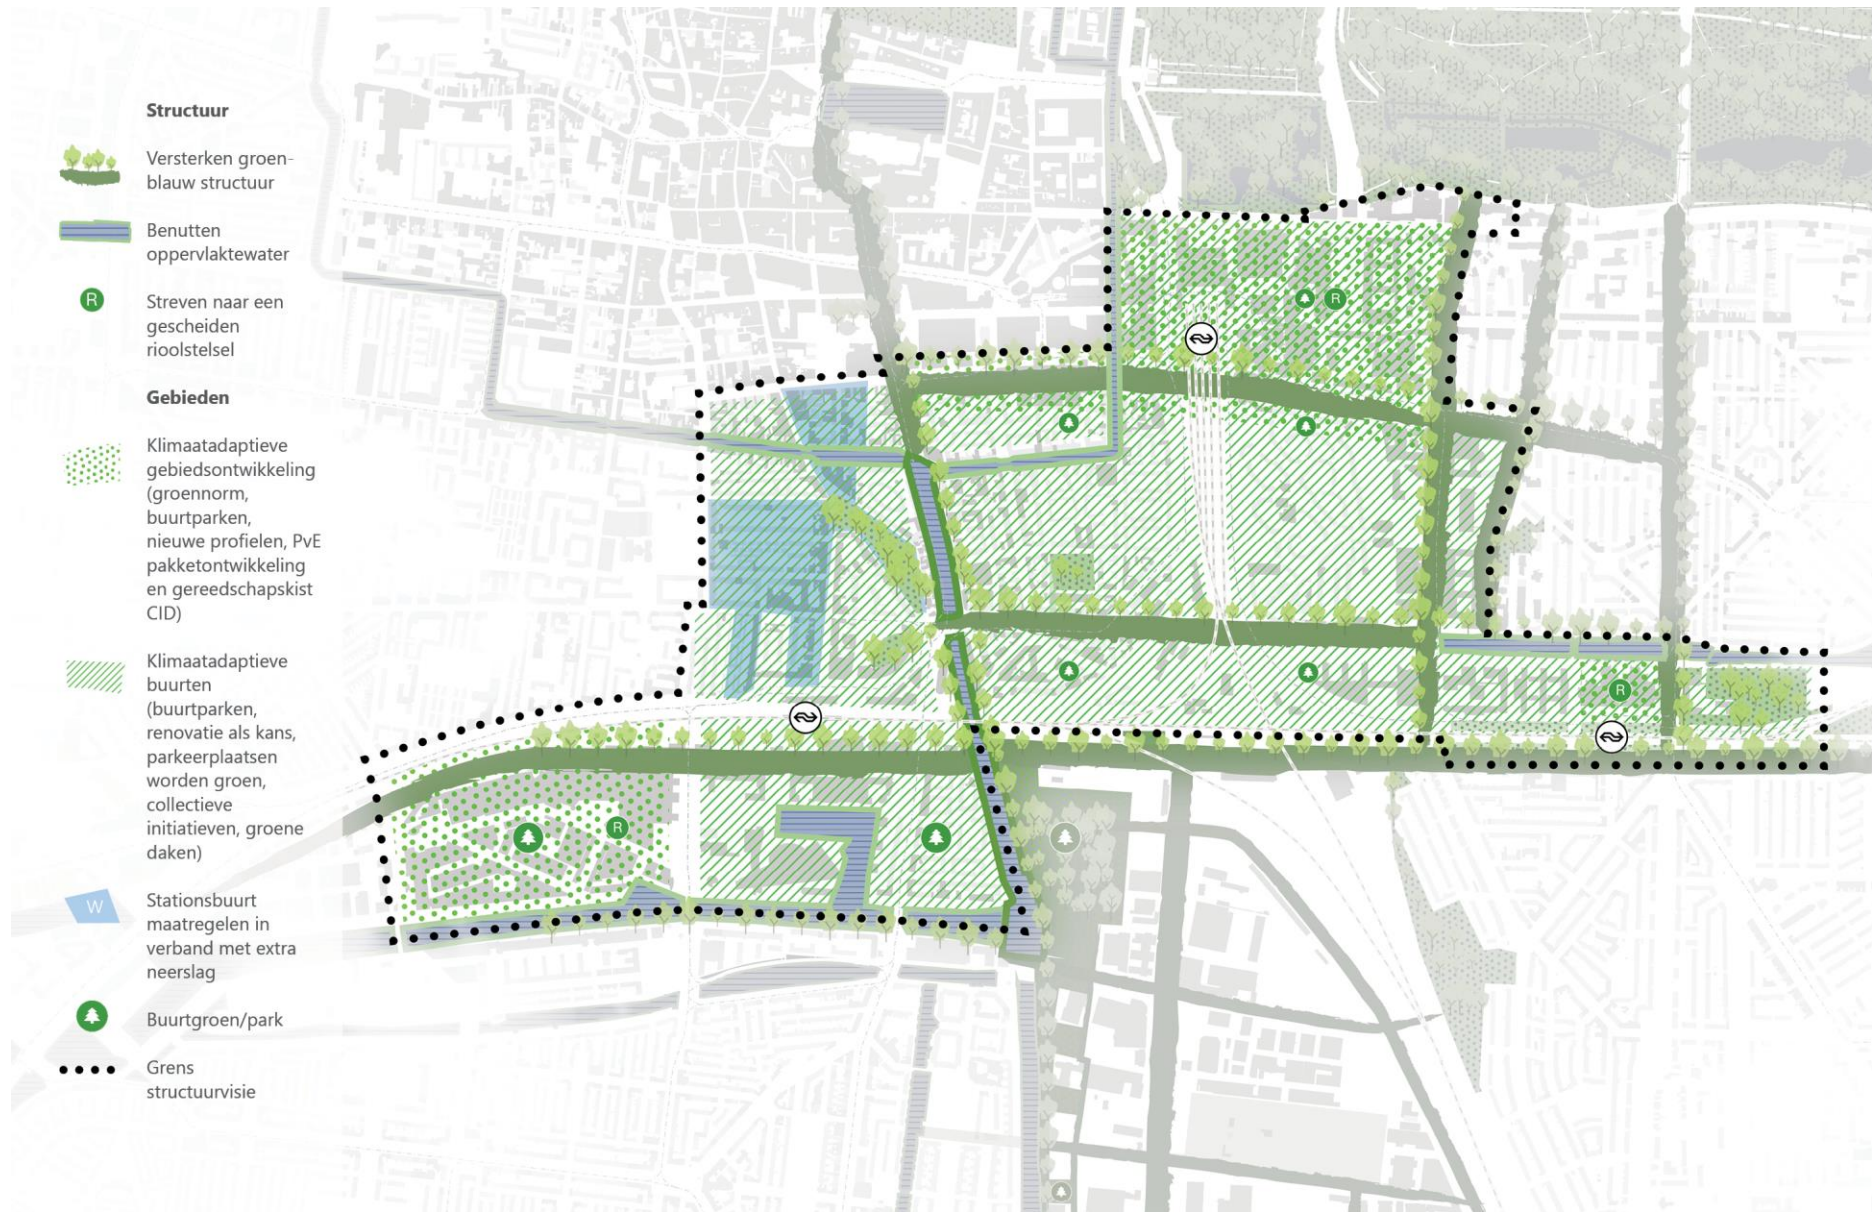 Structuur
Versterken groen-
blauw structuur
Benutten
oppervlaktewater
R
Streven naar een
gescheiden
rioolstelsel
Gebieden
Klimaatadaptieve
gebiedsontwikkeling
(groennorm,
buurtparken,
nieuwe profielen, PvE
pakketontwikkeling
en gereedschapskist
CID)
Klimaatadaptieve
buurten
(buurtparken,
renovatie als kans,
parkeerplaatsen
worden groen,
collectieve
initiatieven, groene
daken)
W
Stationsbuurt
maatregelen in
verband met extra
neerslag
Buurtgroen/park
Grens
structuurvisie
R
R
R